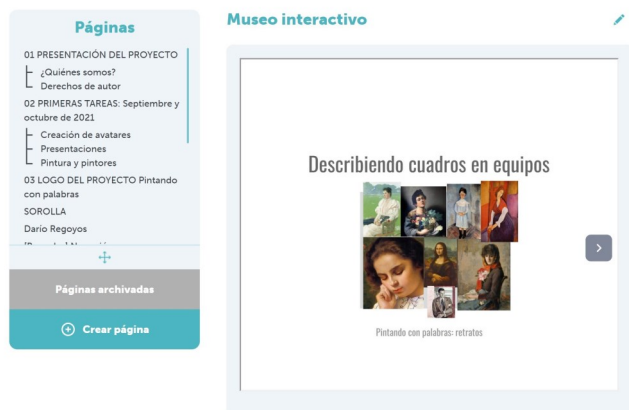 Páginas
01 PRESENTACIÓN DEL PROYECTO
¿Quiénes somos?
Derechos de autor
02 PRIMERAS TAREAS: Septiembre y
octubre de 2021
Creación de avatares
Presentaciones
Pintura y pintores
03 LOGO DEL PROYECTO Pintando
con palabras
SOROLLA
Darío Regoyos
Páginas archivadas
Crear página
Museo interactivo
Describiendo cuadros en equipos
Pintando con palabras: retratos